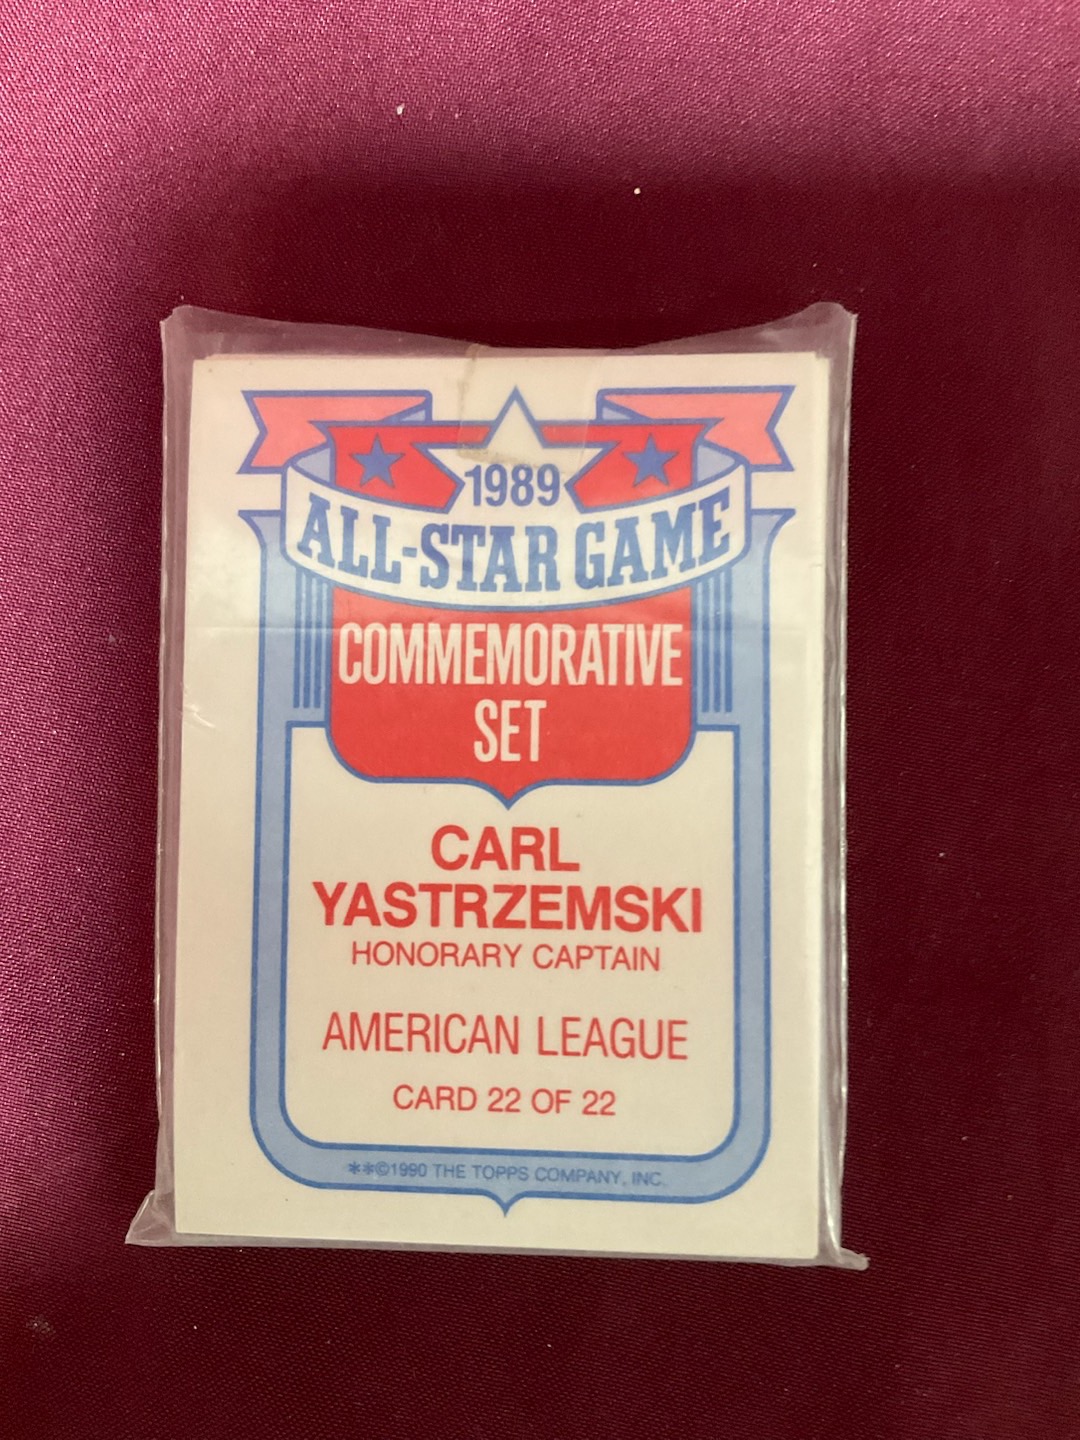 1989
ALL-STAR GAME
COMMEMORATIVE
SET
CARL
YASTRZEMSKI
HONORARY CAPTAIN
AMERICAN LEAGUE
CARD 22 OF 22
**©1990 THE TOPPS COMPANY, INC.